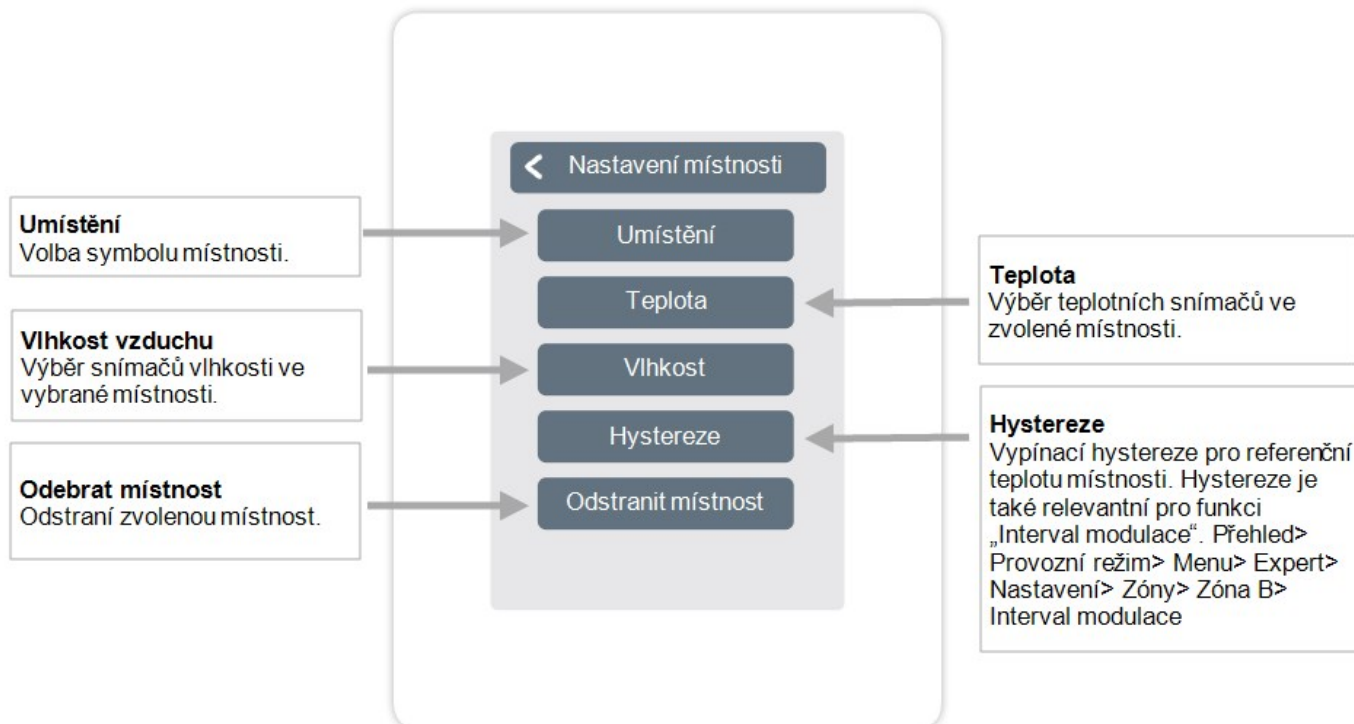 Nastavení místnosti
Umístění
Teplota
Vlhkost
Hystereze
Odstranit místnost
Umístění
Volba symbolu místnosti.
Vlhkost vzduchu
Výběr snímačů vlhkosti ve
vybrané místnosti.
Odebrat místnost
Odstraní zvolenou místnost.
Teplota
Výběr teplotních snímačů ve
zvolené místnosti.
Hystereze
Vypínací hystereze pro referenční
teplotu místnosti. Hystereze je
také relevantní pro funkci
„Interval modulace“. Přehled>
Provozní režim> Menu> Expert>
Nastavení> Zóny> Zóna B>
Interval modulace